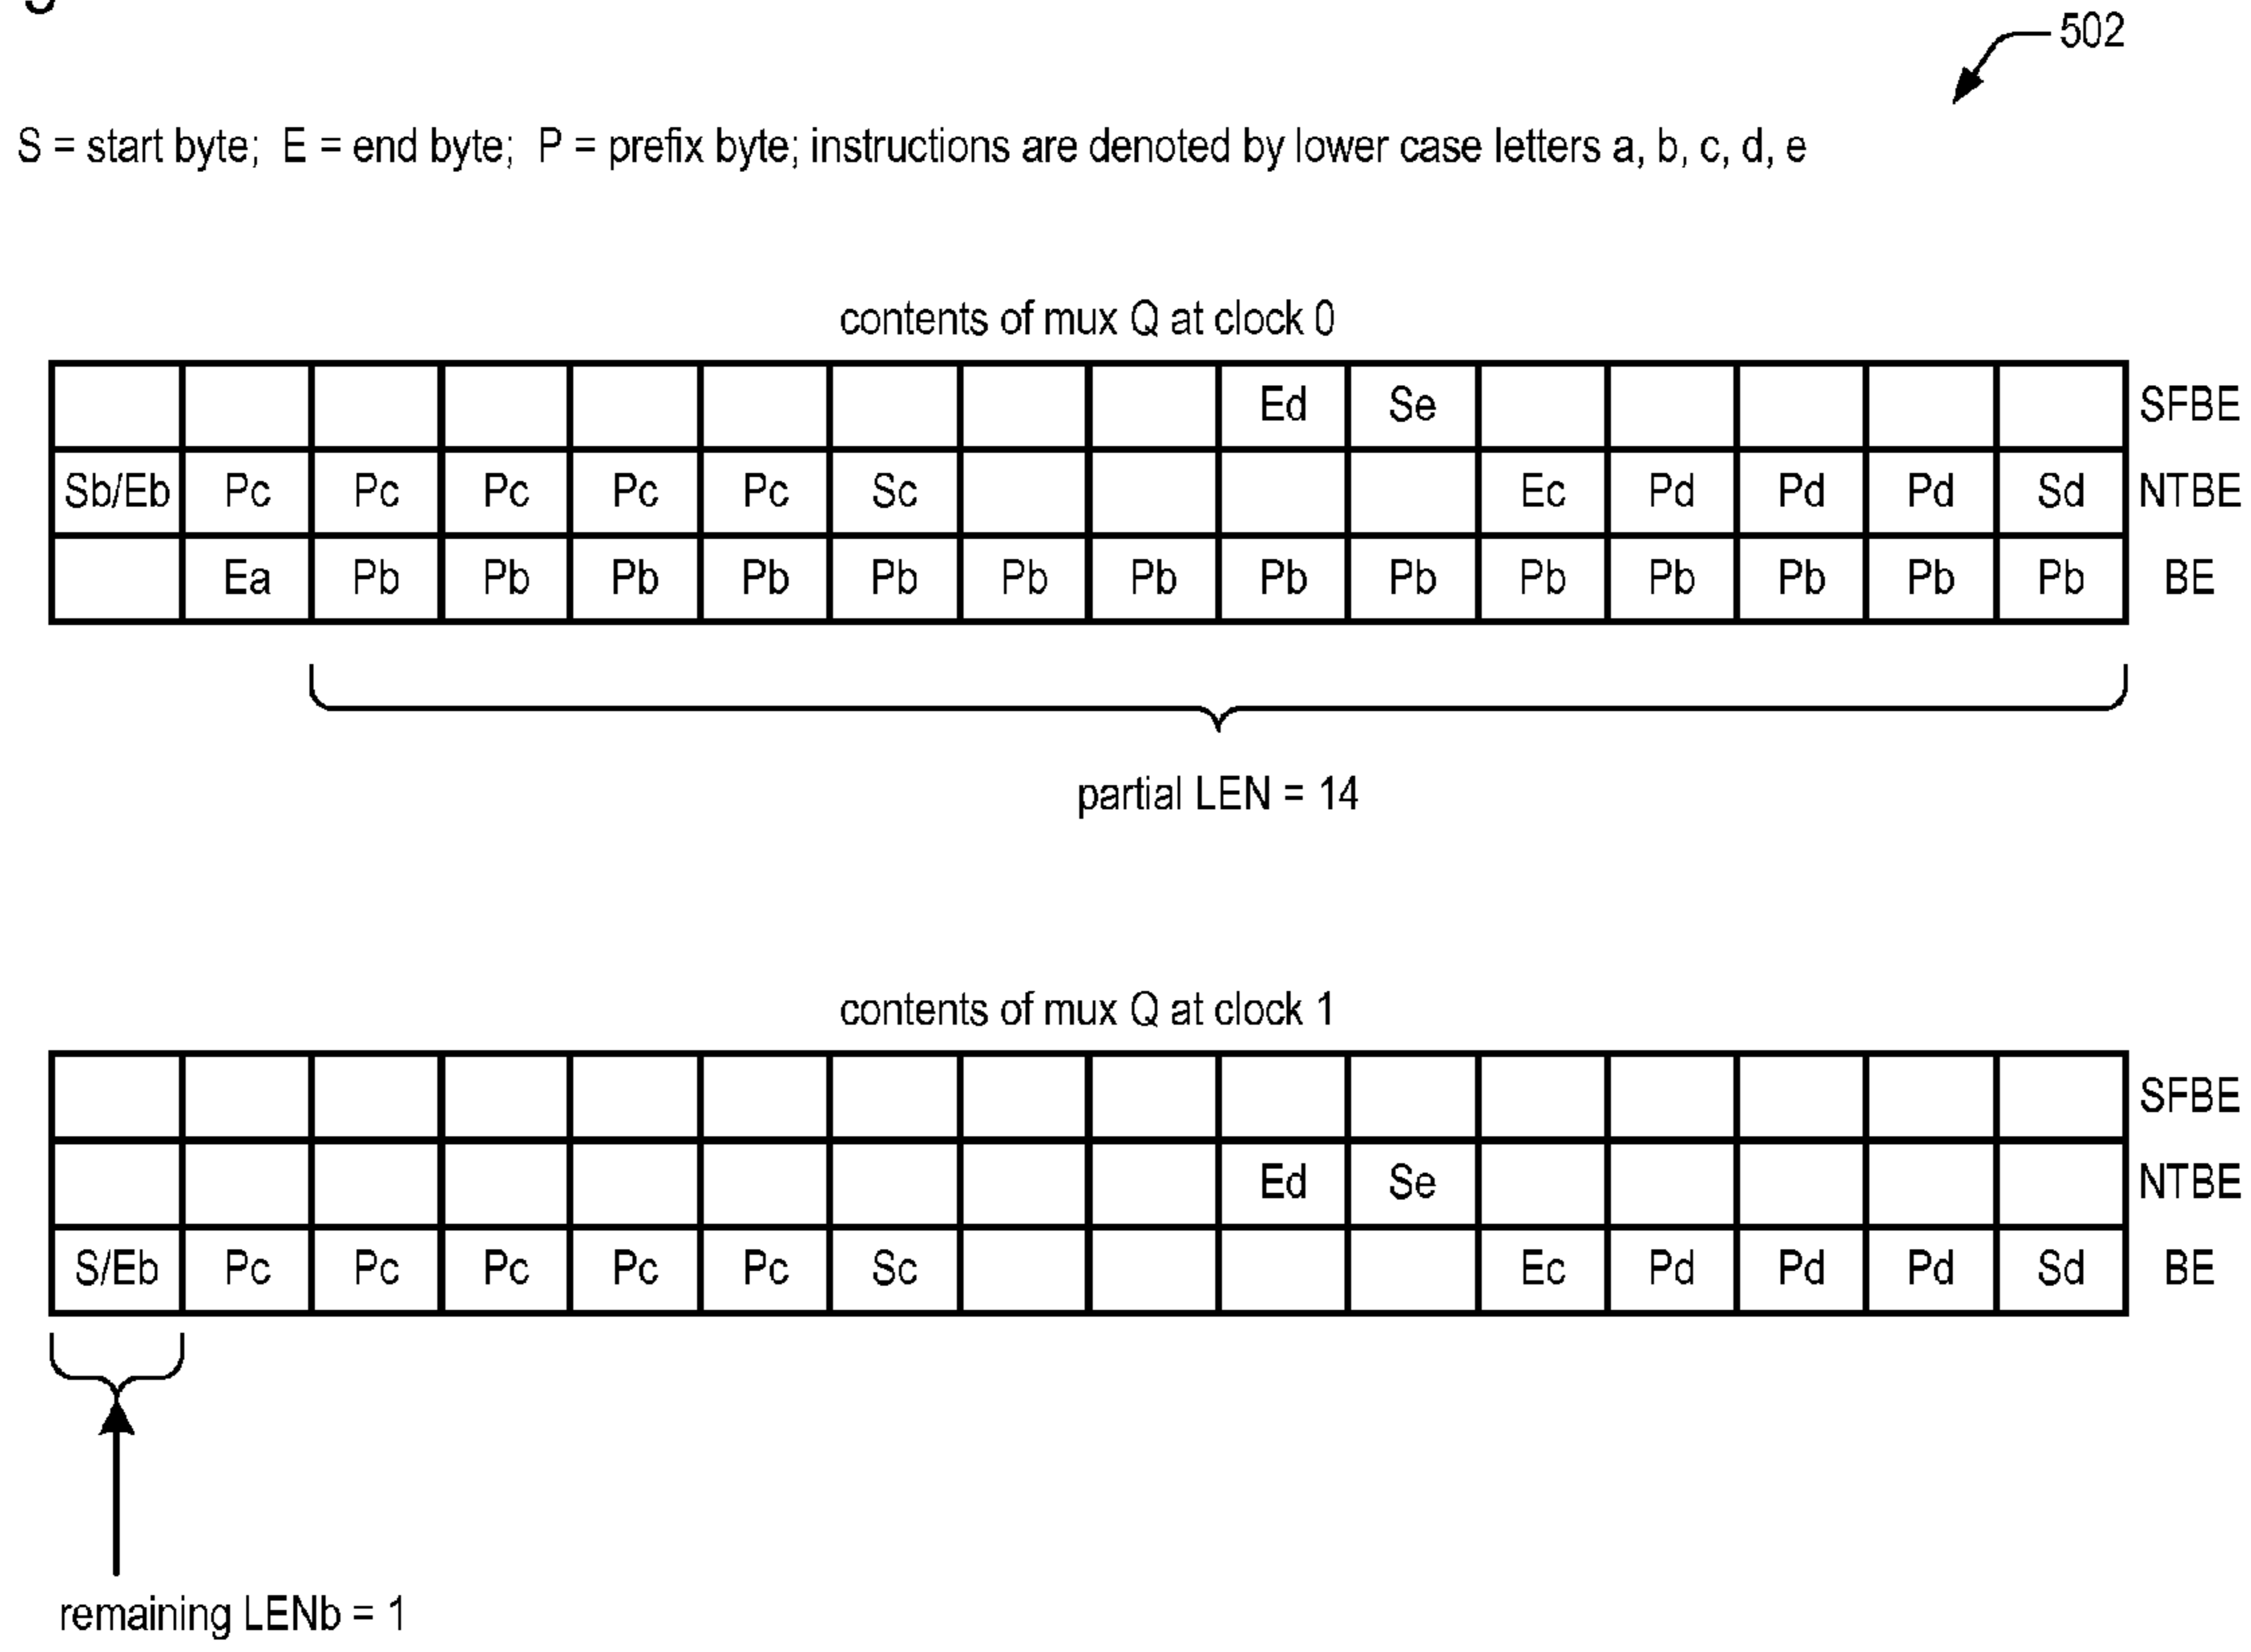 502
S = start byte; E = end byte; P = prefix byte; instructions are denoted by lower case letters a, b, c, d, e
contents of mux Q at clock 0
Ed Se SFBE
Sb/Eb Pc Pc Pc Pc Pc Sc Ec Pd Pd Pd Sd NTBE
Ea Pb Pb Pb Pb Pb Pb Pb Pb Pb Pb Pb Pb Pb Pb BE
partial LEN = 14
contents of mux Q at clock 1
SFBE
Ed Se NTBE
S/Eb Pc Pc Pc Pc Pc Sc Ec Pd Pd Pd Sd BE
remaining LENb = 1